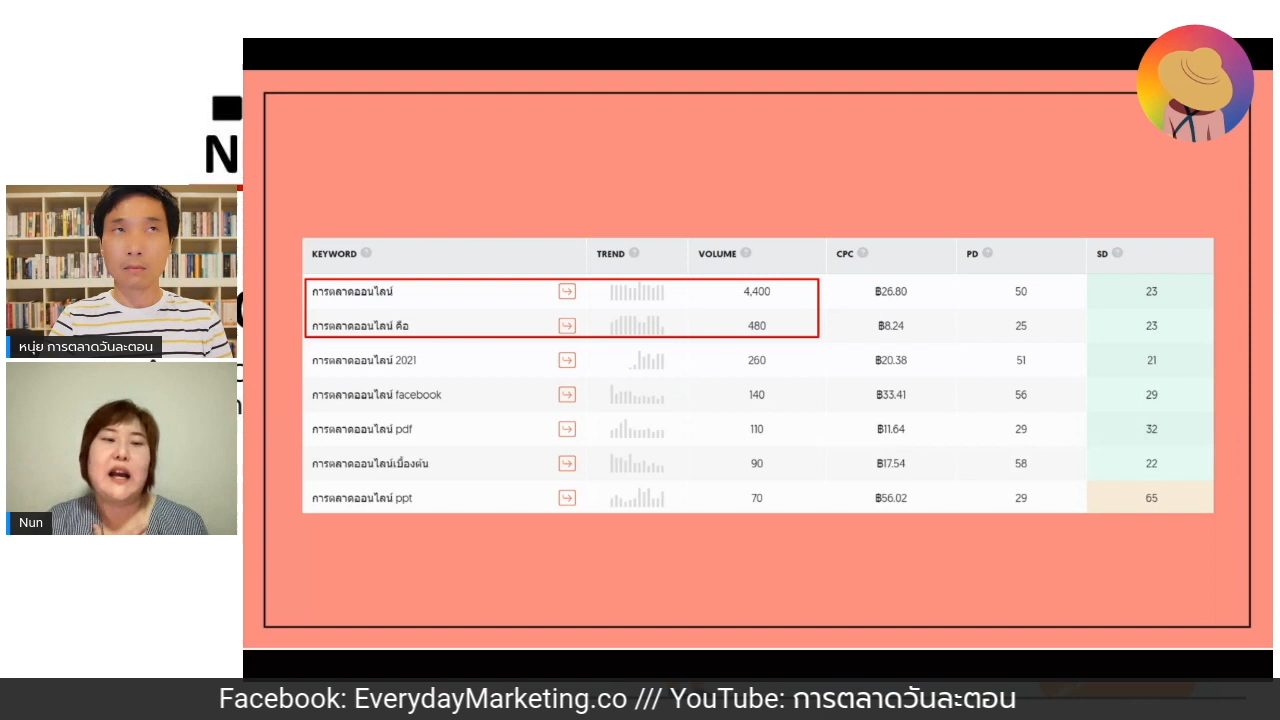 N
หนุ่ย การตลาดวันละตอน
Nun
KEYWORD TREND VOLUME CPC PD SD
การตลาดออนไลน์ 4,400 ฿26.80 50 23
การตลาดออนไลน์ คือ 480 ฿8.24 25 23
การตลาดออนไลน์ 2021 260 ฿20.38 51 21
การตลาดออนไลน์ facebook 140 ฿33.41 56 29
การตลาดออนไลน์ pdf 110 ฿11.64 29 32
การตลาดออนไลน์เบื้องต้น 90 ฿17.54 58 22
การตลาดออนไลน์ ppt 70 ฿56.02 29 65
Facebook: EverydayMarketing.co /// YouTube: การตลาดวันละตอน